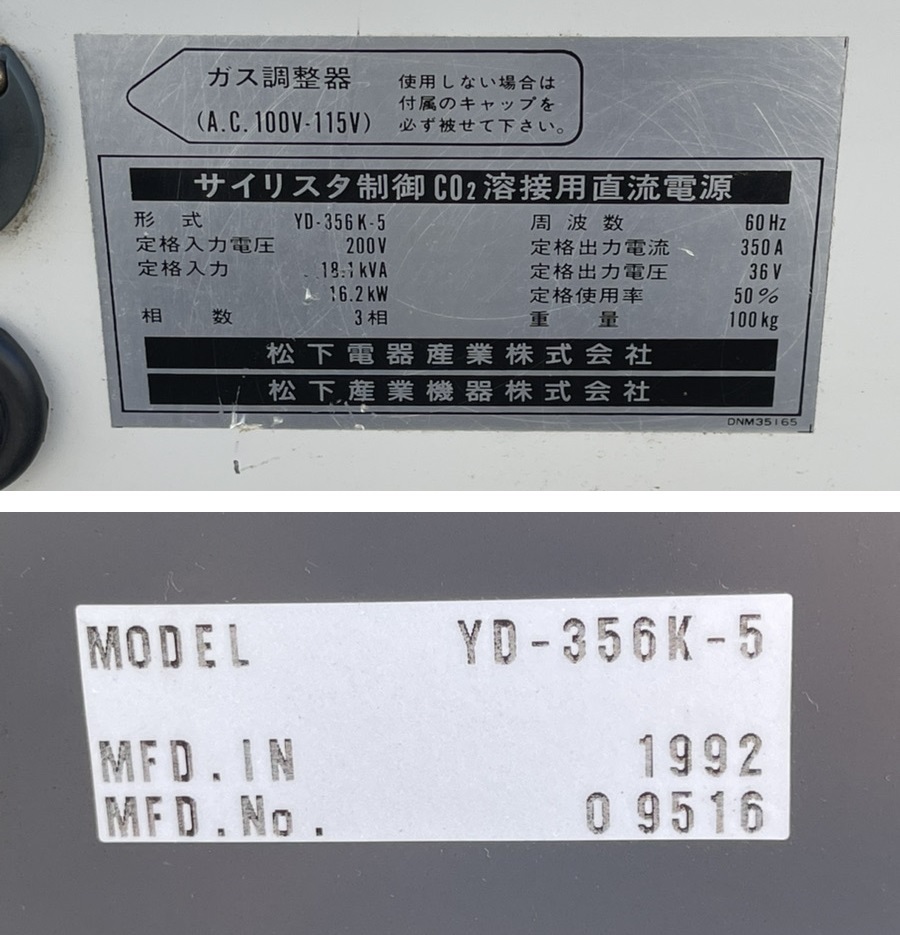 ガス調整器
(A.C.100V-115V)
使用しない場合は
付属のキャップを
必ず被せて下さい。
サイリスタ制御CO₂溶接用直流電源
形式 YD-356K-5
定格入力電圧 200V
定格入力 18.1kVA
16.2kW
相数 3相
周波数 60Hz
定格出力電流 350A
定格出力電圧 36V
定格使用率 50%
重量 100kg
松下電器産業株式会社
松下産業機器株式会社
DNM35165
MODEL YD-356K-5
MFD.IN 1992
MFD.No. 09516